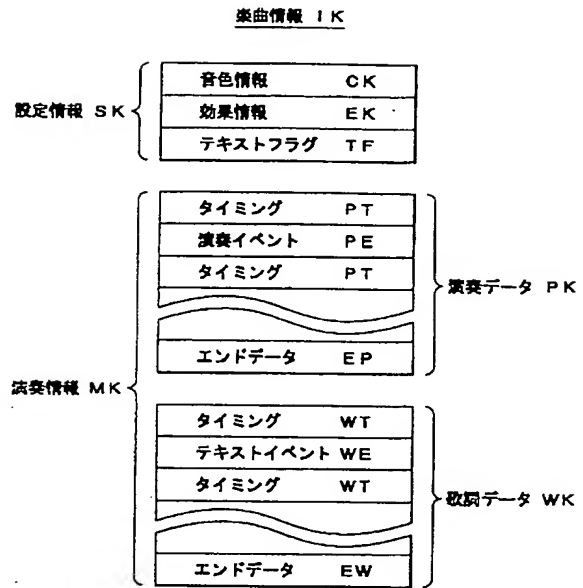 楽曲情報 IK
音色情報 CK
設定情報 SK
効果情報 EK
テキストフラグ TF
タイミング PT
演奏イベント PE
タイミング PT
演奏データ PK
エンドデータ EP
演奏情報 MK
タイミング WT
テキストイベント WE
タイミング WT
歌詞データ WK
エンドデータ EW